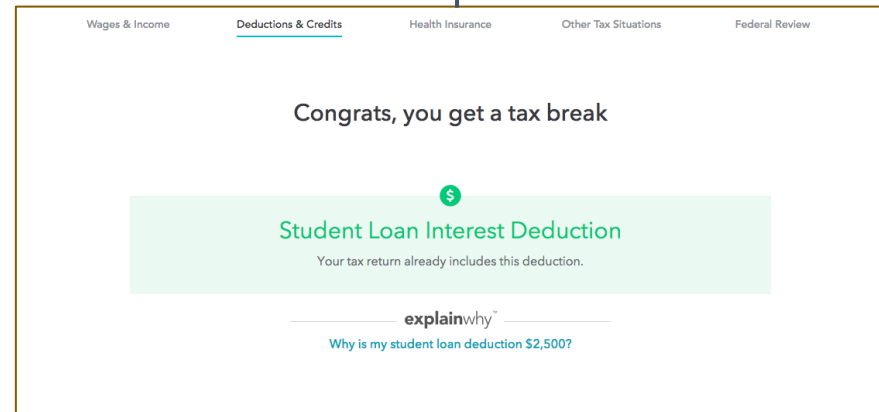 Wages & Income Deductions & Credits Health Insurance Other Tax Situations Federal Review
Congrats, you get a tax break
$
Student Loan Interest Deduction
Your tax return already includes this deduction.
explainwhy™
Why is my student loan deduction $2,500?